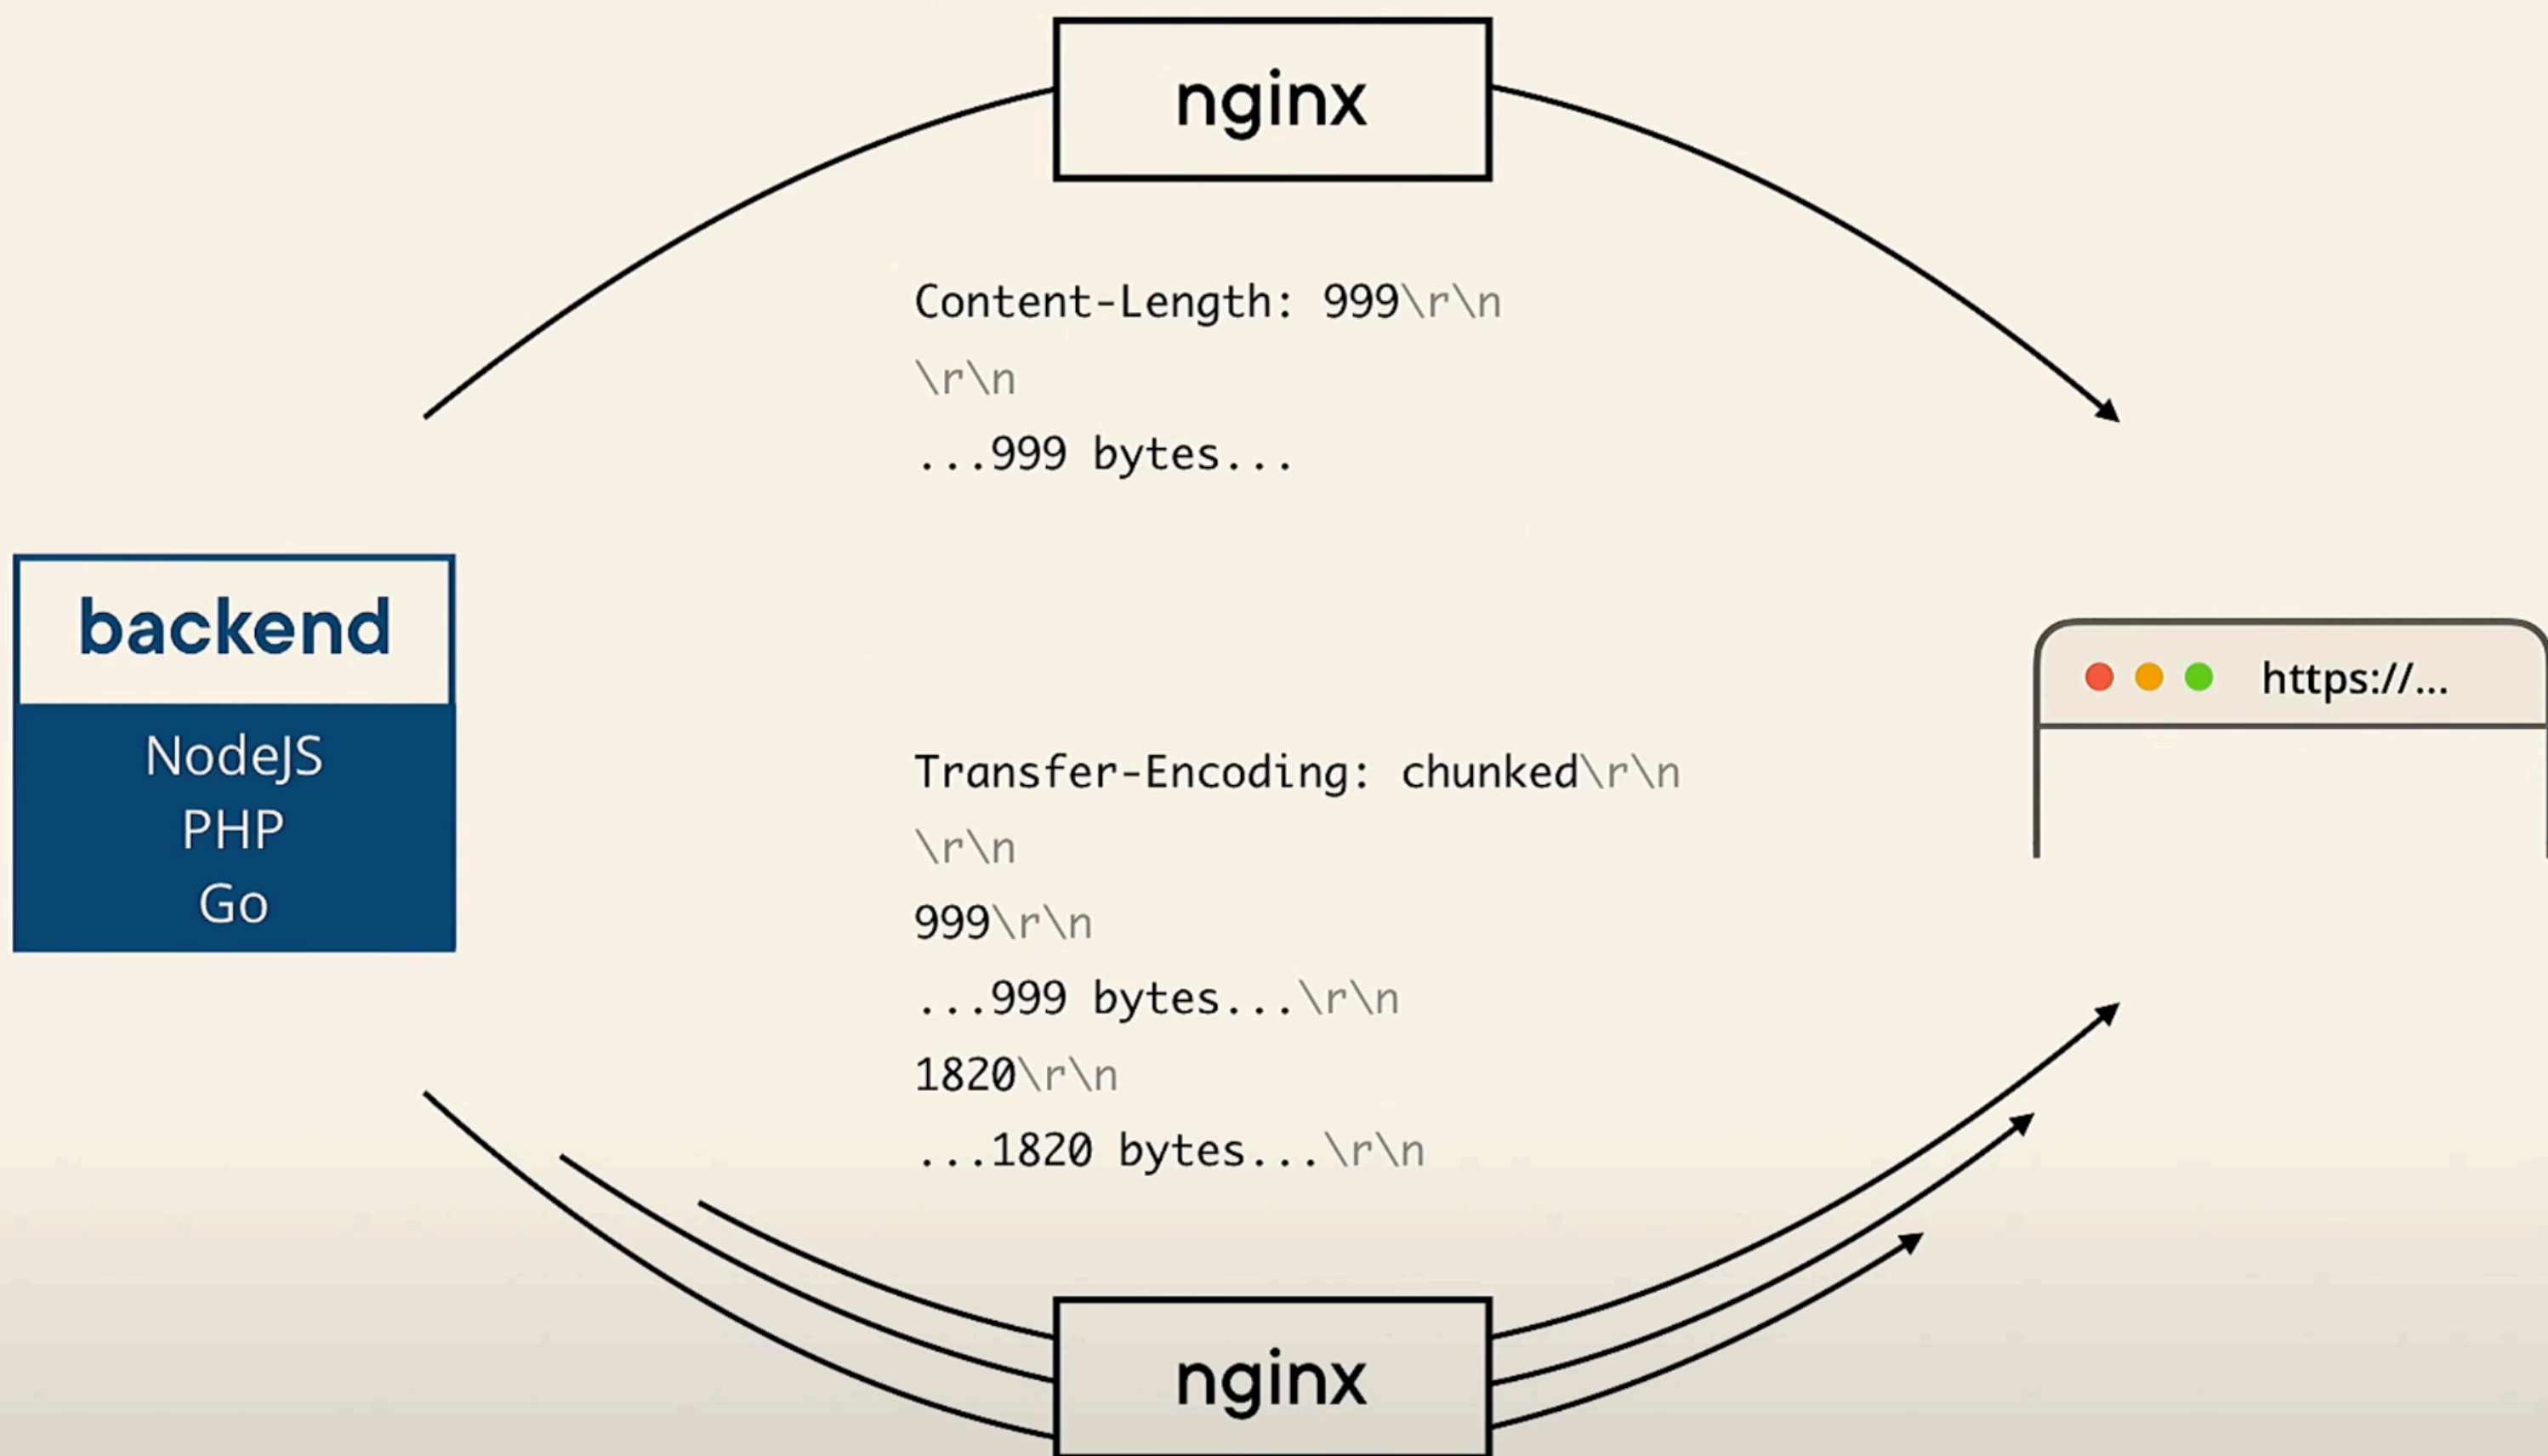 nginx
Content-Length: 999\r\n
\r\n
...999 bytes...
backend
NodeJS
PHP
Go
https://...
Transfer-Encoding: chunked\r\n
\r\n
999\r\n
...999 bytes...\r\n
1820\r\n
...1820 bytes...\r\n
nginx